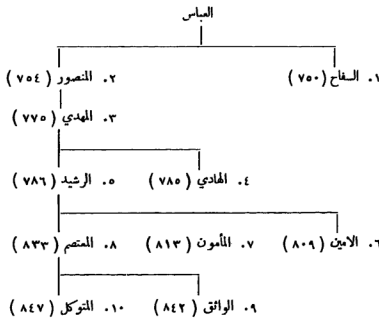 العباس
١. السفاح (٧٥٠) ٢. المنصور (٧٥٤)
٣. المهدي (٧٧٥)
٤. الهادي (٧٨٥) ٥. الرشيد (٧٨٦)
٦. الامين (٨٠٩) ٧. المأمون (٨١٣) ٨. المعتصم (٨٣٣)
٩. الواثق (٨٤٢) ١٠. المتوكل (٨٤٧)